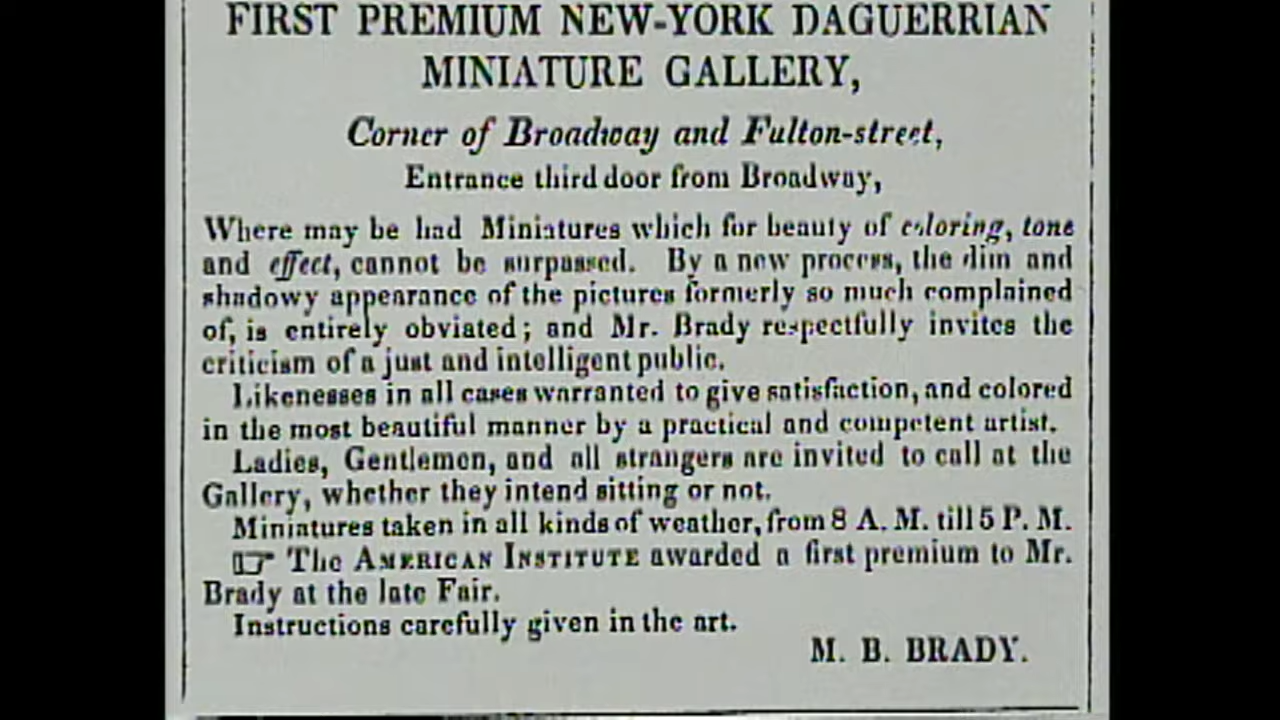 FIRST PREMIUM NEW-YORK DAGUERRIAN
MINIATURE GALLERY,
Corner of Broadway and Fulton-street,
Entrance third door from Broadway,
Where may be had Miniatures which for beauty of coloring, tone
and effect, cannot be surpassed. By a new process, the dim and
shadowy appearance of the pictures formerly so much complained
of, is entirely obviated; and Mr. Brady respectfully invites the
criticism of a just and intelligent public.
Likenesses in all cases warranted to give satisfaction, and colored
in the most beautiful manner by a practical and competent artist.
Ladies, Gentlemen, and all strangers are invited to call at the
Gallery, whether they intend sitting or not.
Miniatures taken in all kinds of weather, from 8 A. M. till 5 P. M.
☞ The AMERICAN INSTITUTE awarded a first premium to Mr.
Brady at the late Fair.
Instructions carefully given in the art.
M. B. BRADY.